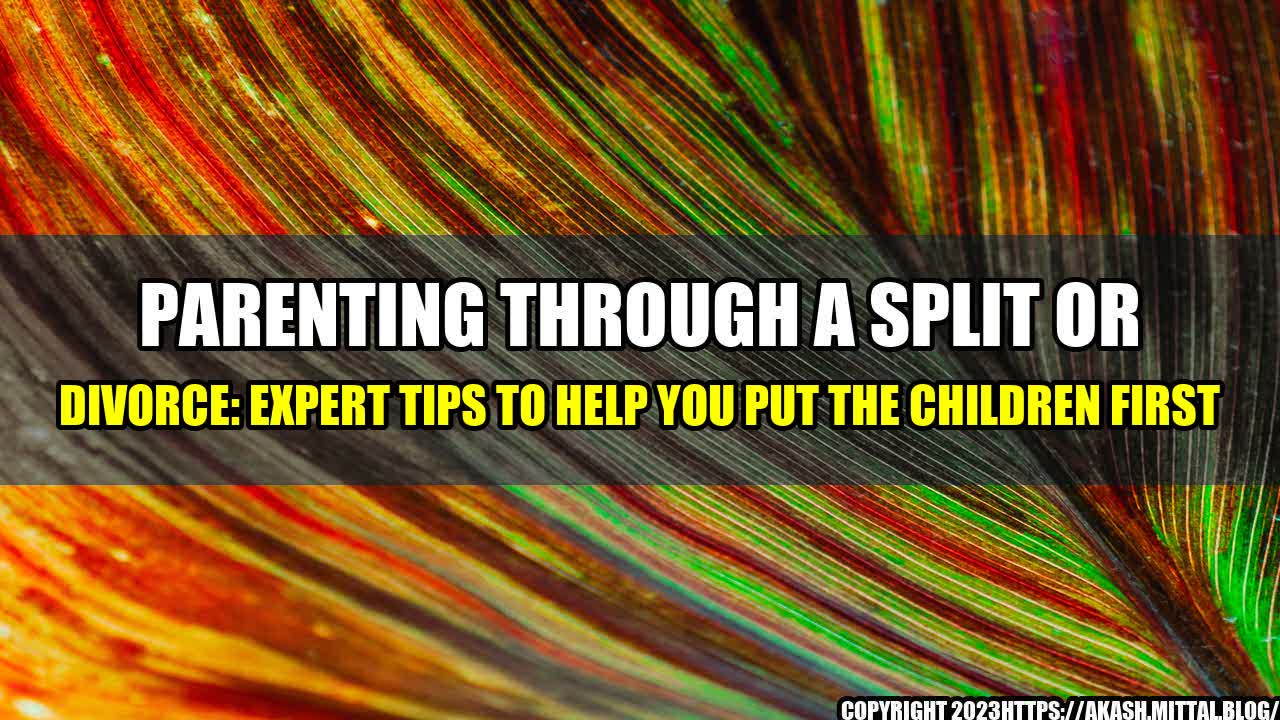 PARENTING THROUGH A SPLIT OR
DIVORCE: EXPERT TIPS TO HELP YOU PUT THE CHILDREN FIRST
COPYRIGHT 2023HTTPS://AKASH.MITTAL.BLOG/